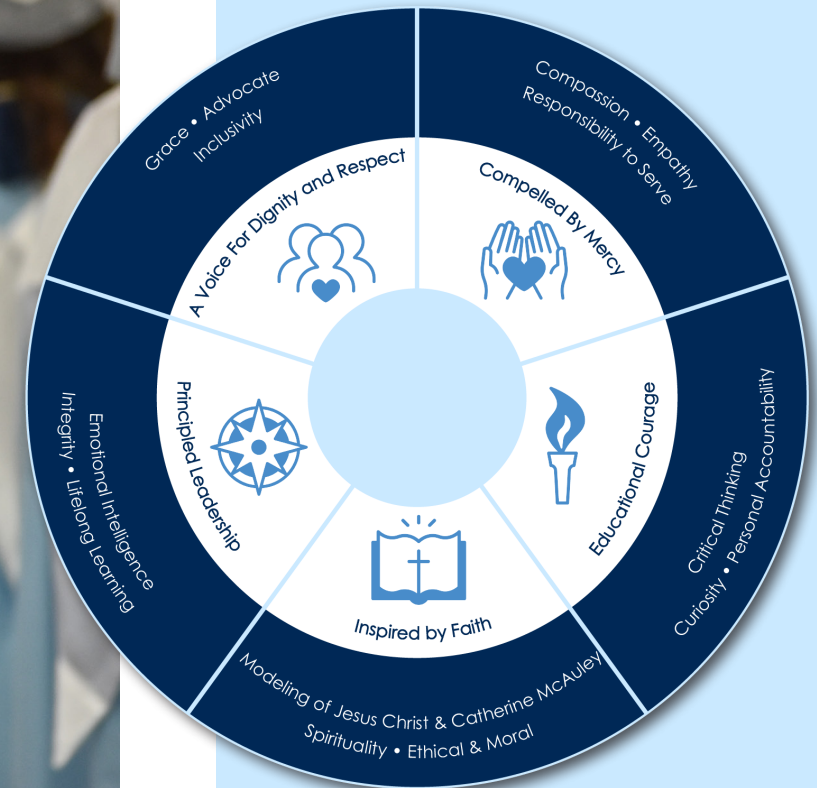 Compassion • Empathy
Responsibility to Serve
Compelled By Mercy
Critical Thinking
Curiosity • Personal Accountability
Educational Courage
Inspired by Faith
Modeling of Jesus Christ & Catherine McAuley
Spirituality • Ethical & Moral
Principled Leadership
Emotional Intelligence
Integrity • Lifelong Learning
Grace • Advocate
Inclusivity
A Voice For Dignity and Respect